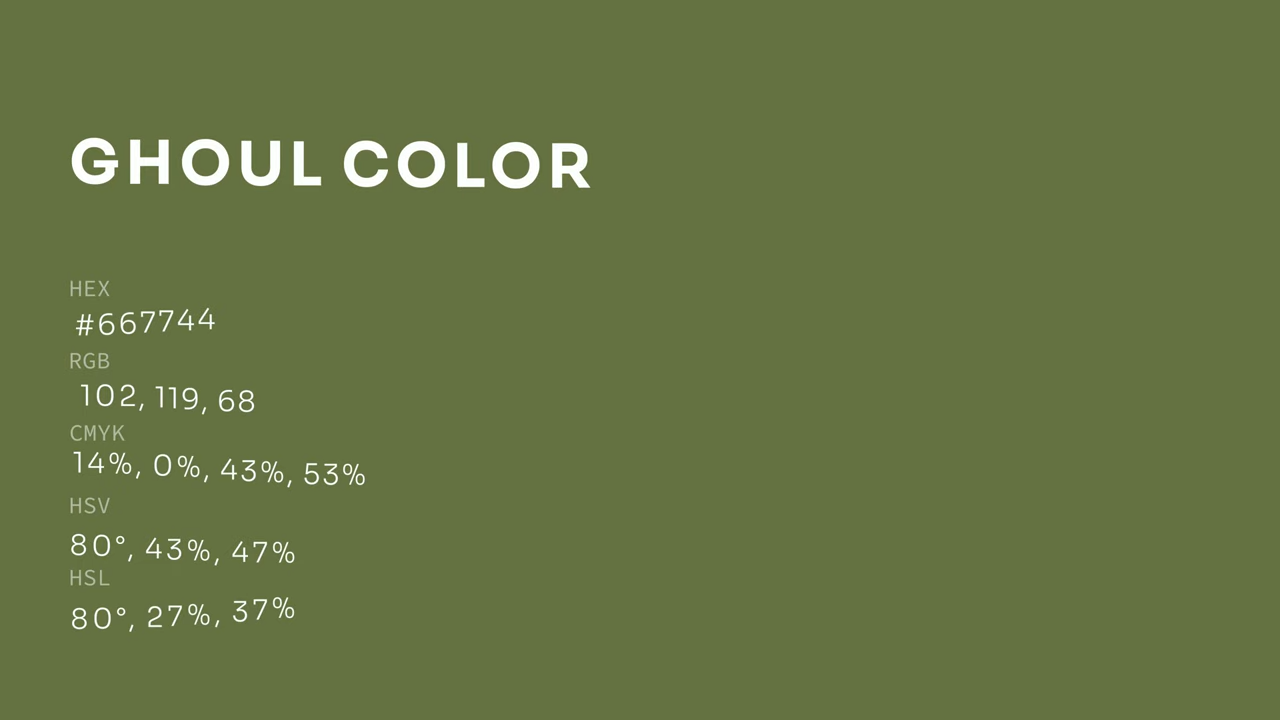 GHOUL COLOR
HEX
#667744
RGB
102, 119, 68
CMYK
14%, 0%, 43%, 53%
HSV
80°, 43%, 47%
HSL
80°, 27%, 37%